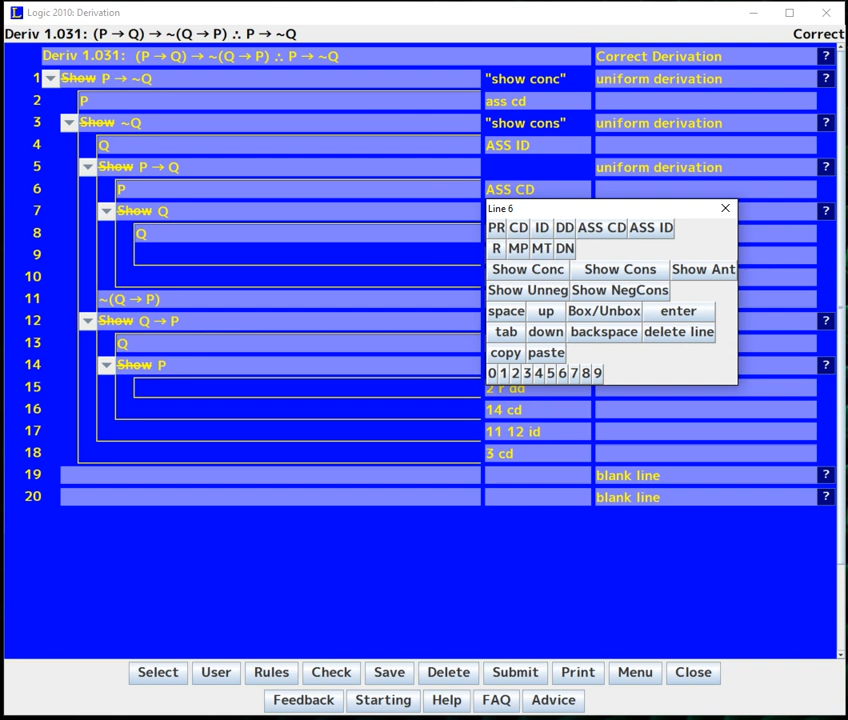 Logic 2010: Derivation
Deriv 1.031: (P → Q) → ~(Q → P) ∴ P → ~Q Correct
Deriv 1.031: (P → Q) → ~(Q → P) ∴ P → ~Q Correct Derivation ?
1 Show P → ~Q "show conc" uniform derivation ?
2 P ass cd
3 Show ~Q "show cons" uniform derivation ?
4 Q ASS ID
5 Show P → Q uniform derivation ?
6 P ASS CD
7 Show Q ?
8 Q
9
10
11 ~(Q → P)
12 Show Q → P ?
13 Q
14 Show P ?
15 2 r dd
16 14 cd
17 11 12 id
18 3 cd
19 blank line ?
20 blank line ?
Line 6
PR CD ID DD ASS CD ASS ID
R MP MT DN
Show Conc Show Cons Show Ant
Show Unneg Show NegCons
space up Box/Unbox enter
tab down backspace delete line
copy paste
0 1 2 3 4 5 6 7 8 9
Select User Rules Check Save Delete Submit Print Menu Close
Feedback Starting Help FAQ Advice